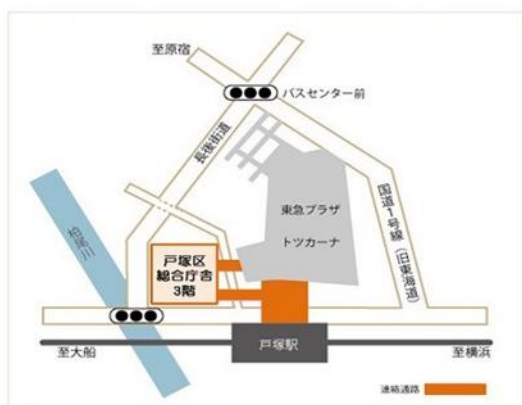 至原宿
バスセンター前
長後街道
東急プラザ
トツカーナ
国道1号線（旧東海道）
柏尾川
戸塚区
総合庁舎
3階
戸塚駅
至大船
至横浜
連絡通路